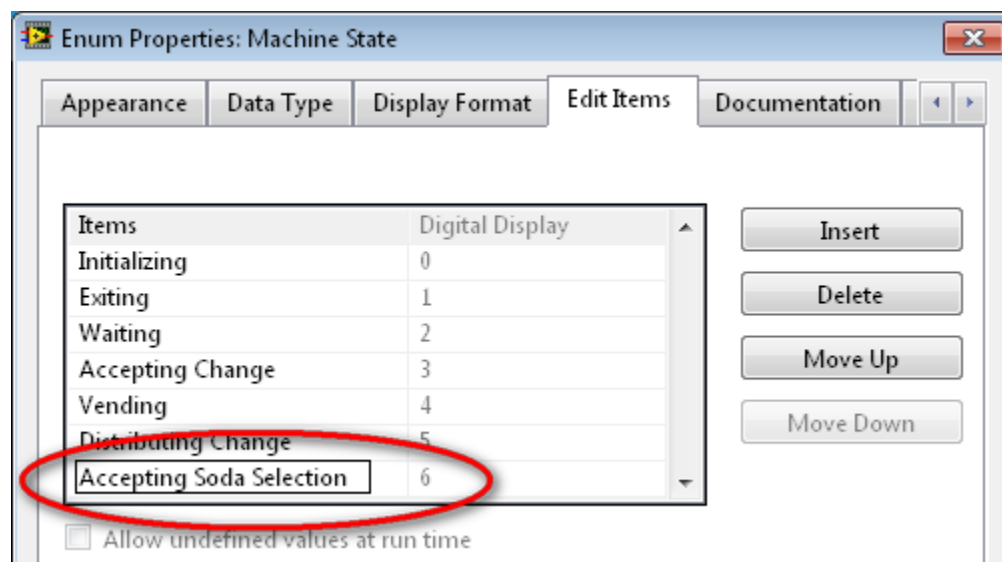 Enum Properties: Machine State
Appearance Data Type Display Format Edit Items Documentation
Items Digital Display
Insert
Initializing 0
Exiting 1
Delete
Waiting 2
Accepting Change 3
Move Up
Vending 4
Distributing Change 5
Move Down
Accepting Soda Selection 6
Allow undefined values at run time